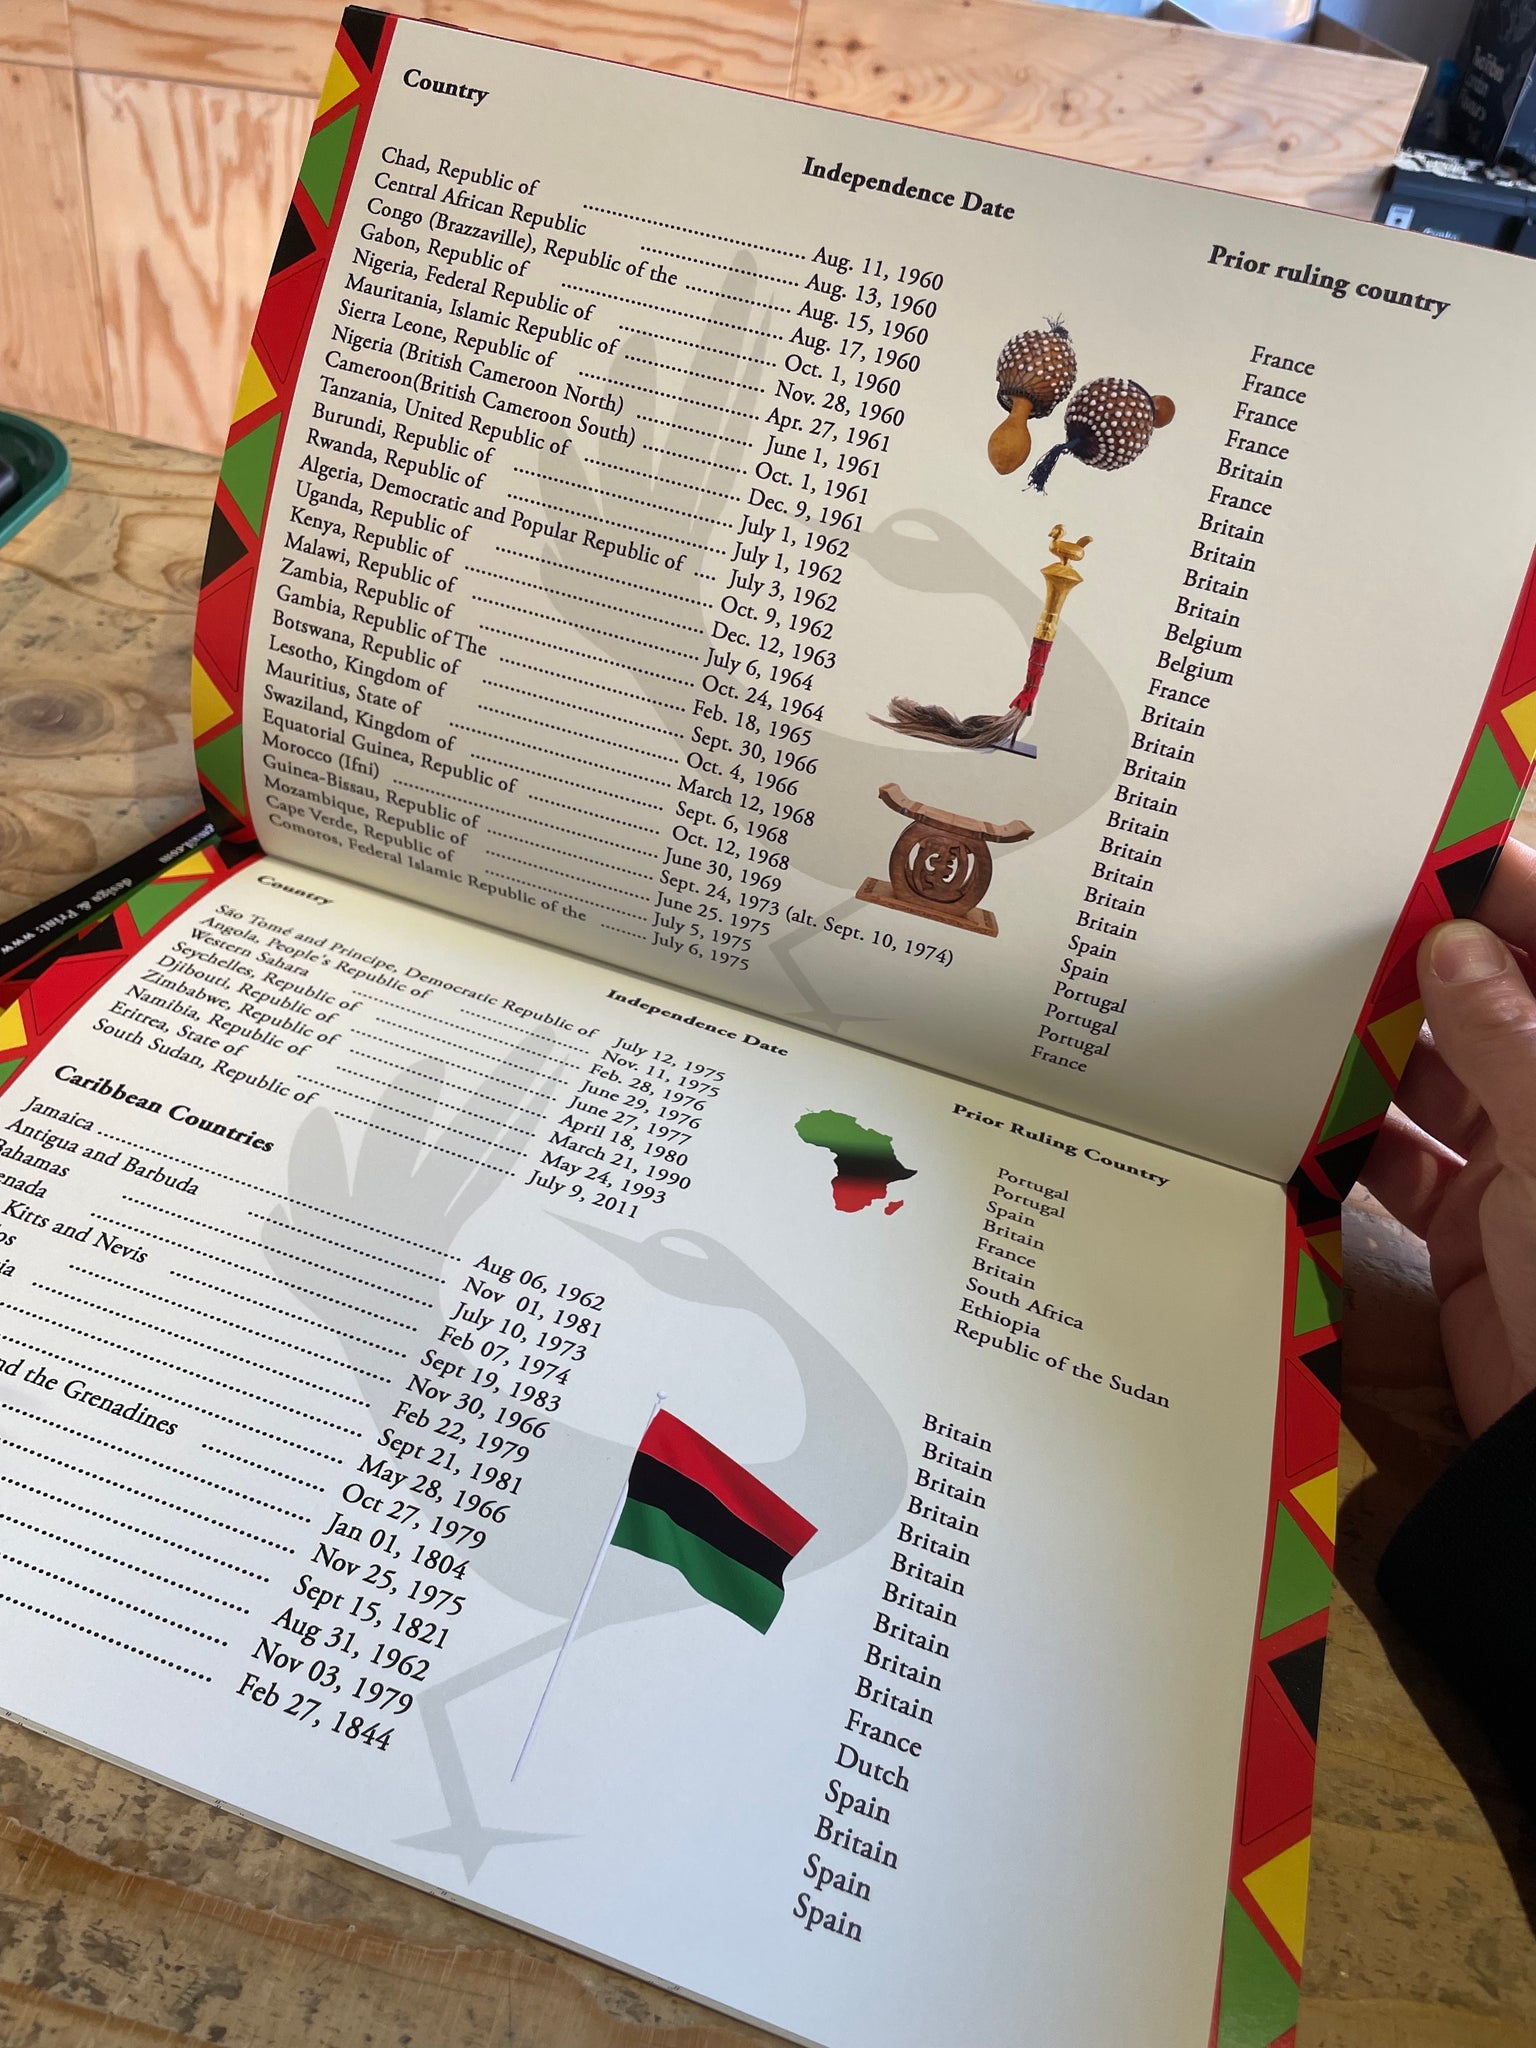 Country Independence Date Prior ruling country
Chad, Republic of Aug. 11, 1960 France
Central African Republic Aug. 13, 1960 France
Congo (Brazzaville), Republic of the Aug. 15, 1960 France
Gabon, Republic of Aug. 17, 1960 France
Nigeria, Federal Republic of Oct. 1, 1960 Britain
Mauritania, Islamic Republic of Nov. 28, 1960 France
Sierra Leone, Republic of Apr. 27, 1961 Britain
Nigeria (British Cameroon North) June 1, 1961 Britain
Cameroon(British Cameroon South) Oct. 1, 1961 Britain
Tanzania, United Republic of Dec. 9, 1961 Britain
Burundi, Republic of July 1, 1962 Belgium
Rwanda, Republic of July 1, 1962 Belgium
Algeria, Democratic and Popular Republic of July 3, 1962 France
Uganda, Republic of Oct. 9, 1962 Britain
Kenya, Republic of Dec. 12, 1963 Britain
Malawi, Republic of July 6, 1964 Britain
Zambia, Republic of Oct. 24, 1964 Britain
Gambia, Republic of The Feb. 18, 1965 Britain
Botswana, Republic of Sept. 30, 1966 Britain
Lesotho, Kingdom of Oct. 4, 1966 Britain
Mauritius, State of March 12, 1968 Britain
Swaziland, Kingdom of Sept. 6, 1968 Britain
Equatorial Guinea, Republic of Oct. 12, 1968 Spain
Morocco (Ifni) June 30, 1969 Spain
Guinea-Bissau, Republic of Sept. 24, 1973 (alt. Sept. 10, 1974) Portugal
Mozambique, Republic of June 25. 1975 Portugal
Cape Verde, Republic of July 5, 1975 Portugal
Comoros, Federal Islamic Republic of the July 6, 1975 France
design & Print: www
Country Independence Date Prior Ruling Country
São Tomé and Principe, Democratic Republic of July 12, 1975 Portugal
Angola, People's Republic of Nov. 11, 1975 Portugal
Western Sahara Feb. 28, 1976 Spain
Seychelles, Republic of June 29, 1976 Britain
Djibouti, Republic of June 27, 1977 France
Zimbabwe, Republic of April 18, 1980 Britain
Namibia, Republic of March 21, 1990 South Africa
Eritrea, State of May 24, 1993 Ethiopia
South Sudan, Republic of July 9, 2011 Republic of the Sudan
Caribbean Countries
Jamaica Aug 06, 1962 Britain
Antigua and Barbuda Nov 01, 1981 Britain
Bahamas July 10, 1973 Britain
enada Feb 07, 1974 Britain
Kitts and Nevis Sept 19, 1983 Britain
os Nov 30, 1966 Britain
ia Feb 22, 1979 Britain
Sept 21, 1981 Britain
May 28, 1966 Britain
nd the Grenadines Oct 27, 1979 Britain
Jan 01, 1804 France
Nov 25, 1975 Dutch
Sept 15, 1821 Spain
Aug 31, 1962 Britain
Nov 03, 1979 Spain
Feb 27, 1844 Spain